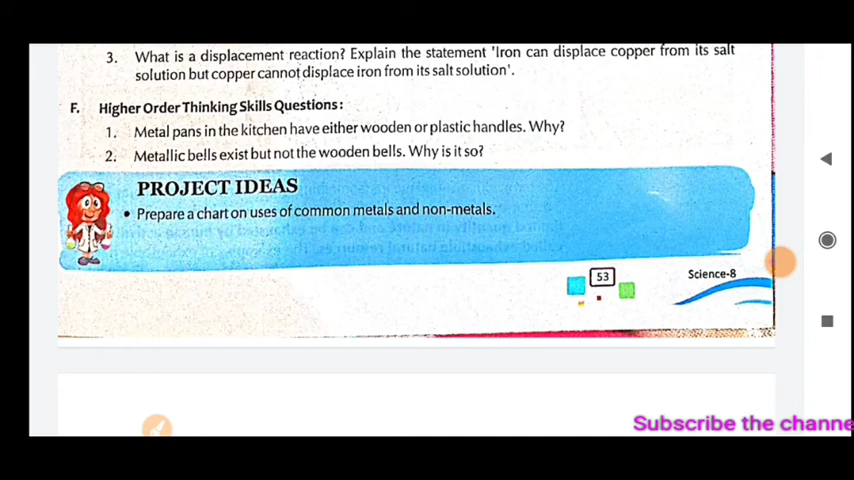 3. What is a displacement reaction? Explain the statement 'Iron can displace copper from its salt
solution but copper cannot displace iron from its salt solution'.
F. Higher Order Thinking Skills Questions:
1. Metal pans in the kitchen have either wooden or plastic handles. Why?
2. Metallic bells exist but not the wooden bells. Why is it so?
PROJECT IDEAS
• Prepare a chart on uses of common metals and non-metals.
53
Science-8
Subscribe the channe